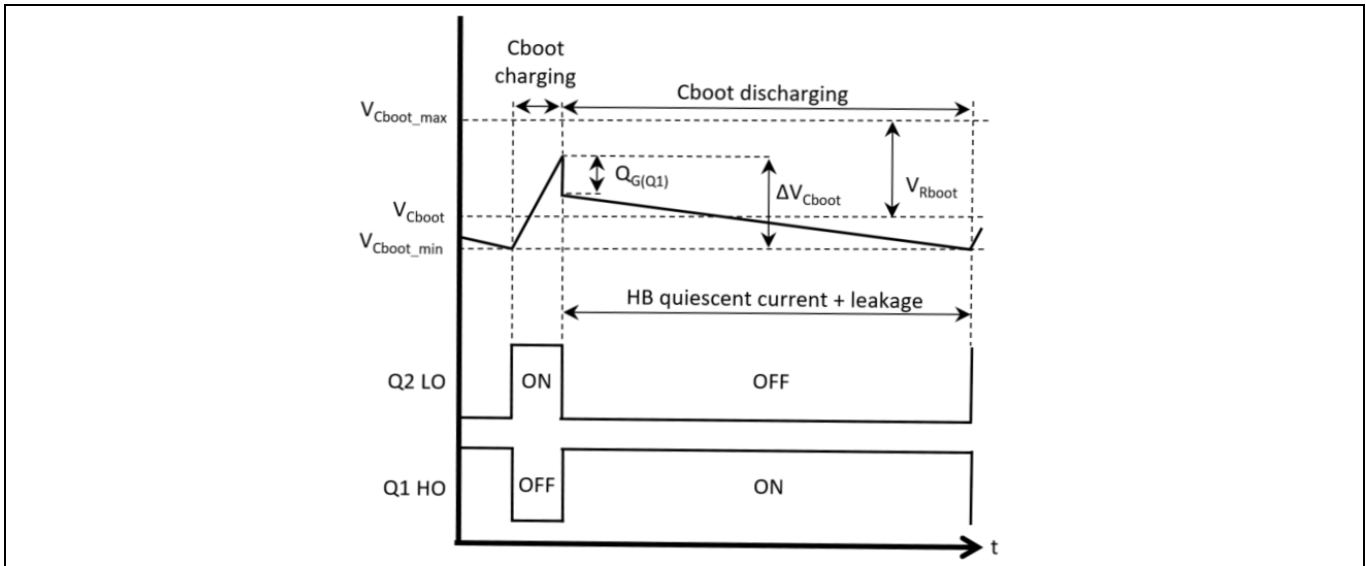 Cboot
charging
Cboot discharging
VCboot_max
QG(Q1)
ΔVCboot
VRboot
VCboot
VCboot_min
HB quiescent current + leakage
Q2 LO
ON
OFF
Q1 HO
OFF
ON
t